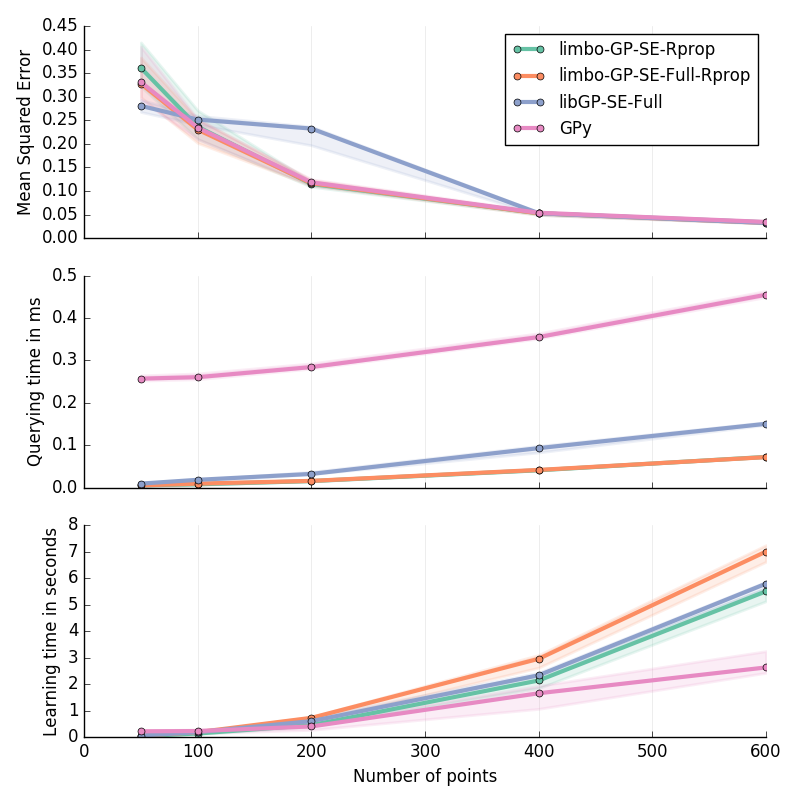 0.45
0.40
0.35
0.30
0.25
0.20
0.15
0.10
0.05
0.00
Mean Squared Error
limbo-GP-SE-Rprop
limbo-GP-SE-Full-Rprop
libGP-SE-Full
GPy
0.5
0.4
0.3
0.2
0.1
0.0
Querying time in ms
8
7
6
5
4
3
2
1
0
Learning time in seconds
0 100 200 300 400 500 600
Number of points